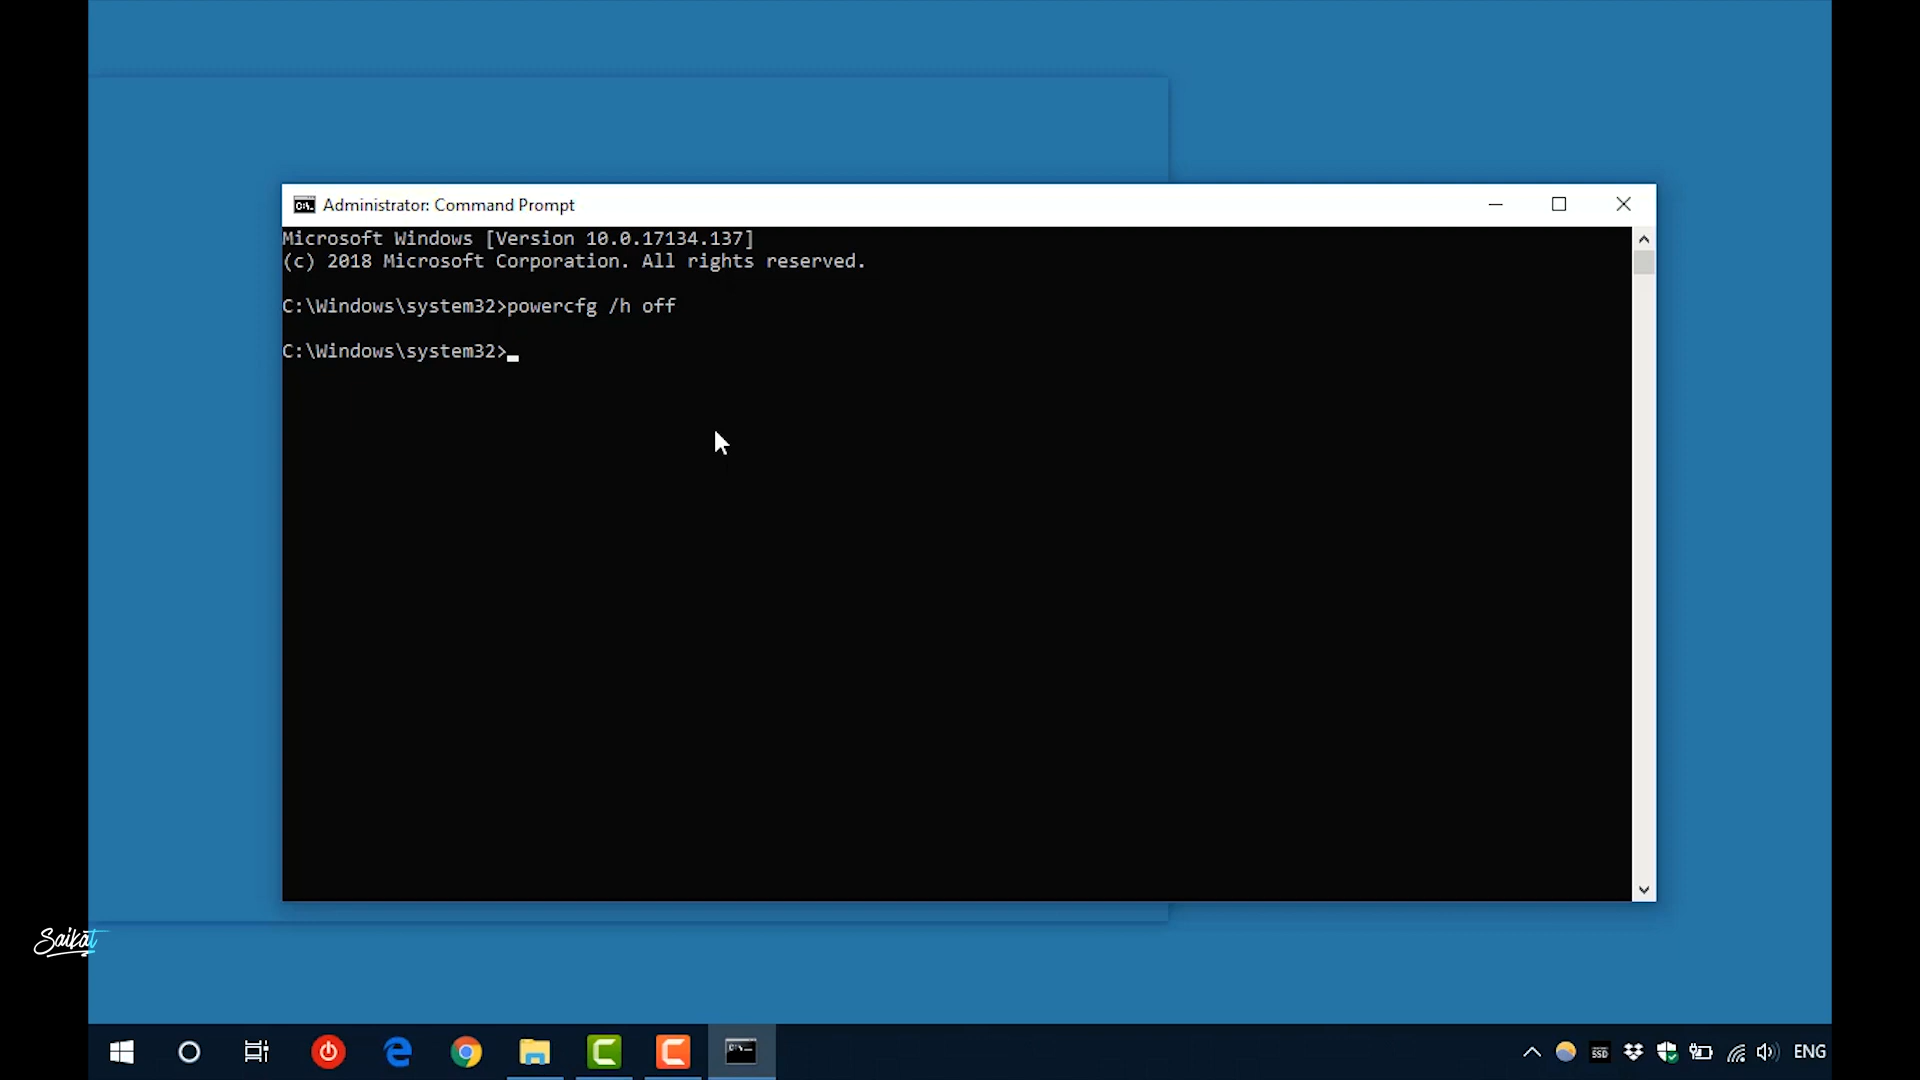 Administrator: Command Prompt
Microsoft Windows [Version 10.0.17134.137]
(c) 2018 Microsoft Corporation. All rights reserved.
C:\Windows\system32>powercfg /h off
C:\Windows\system32>
Saikat
SSD
ENG